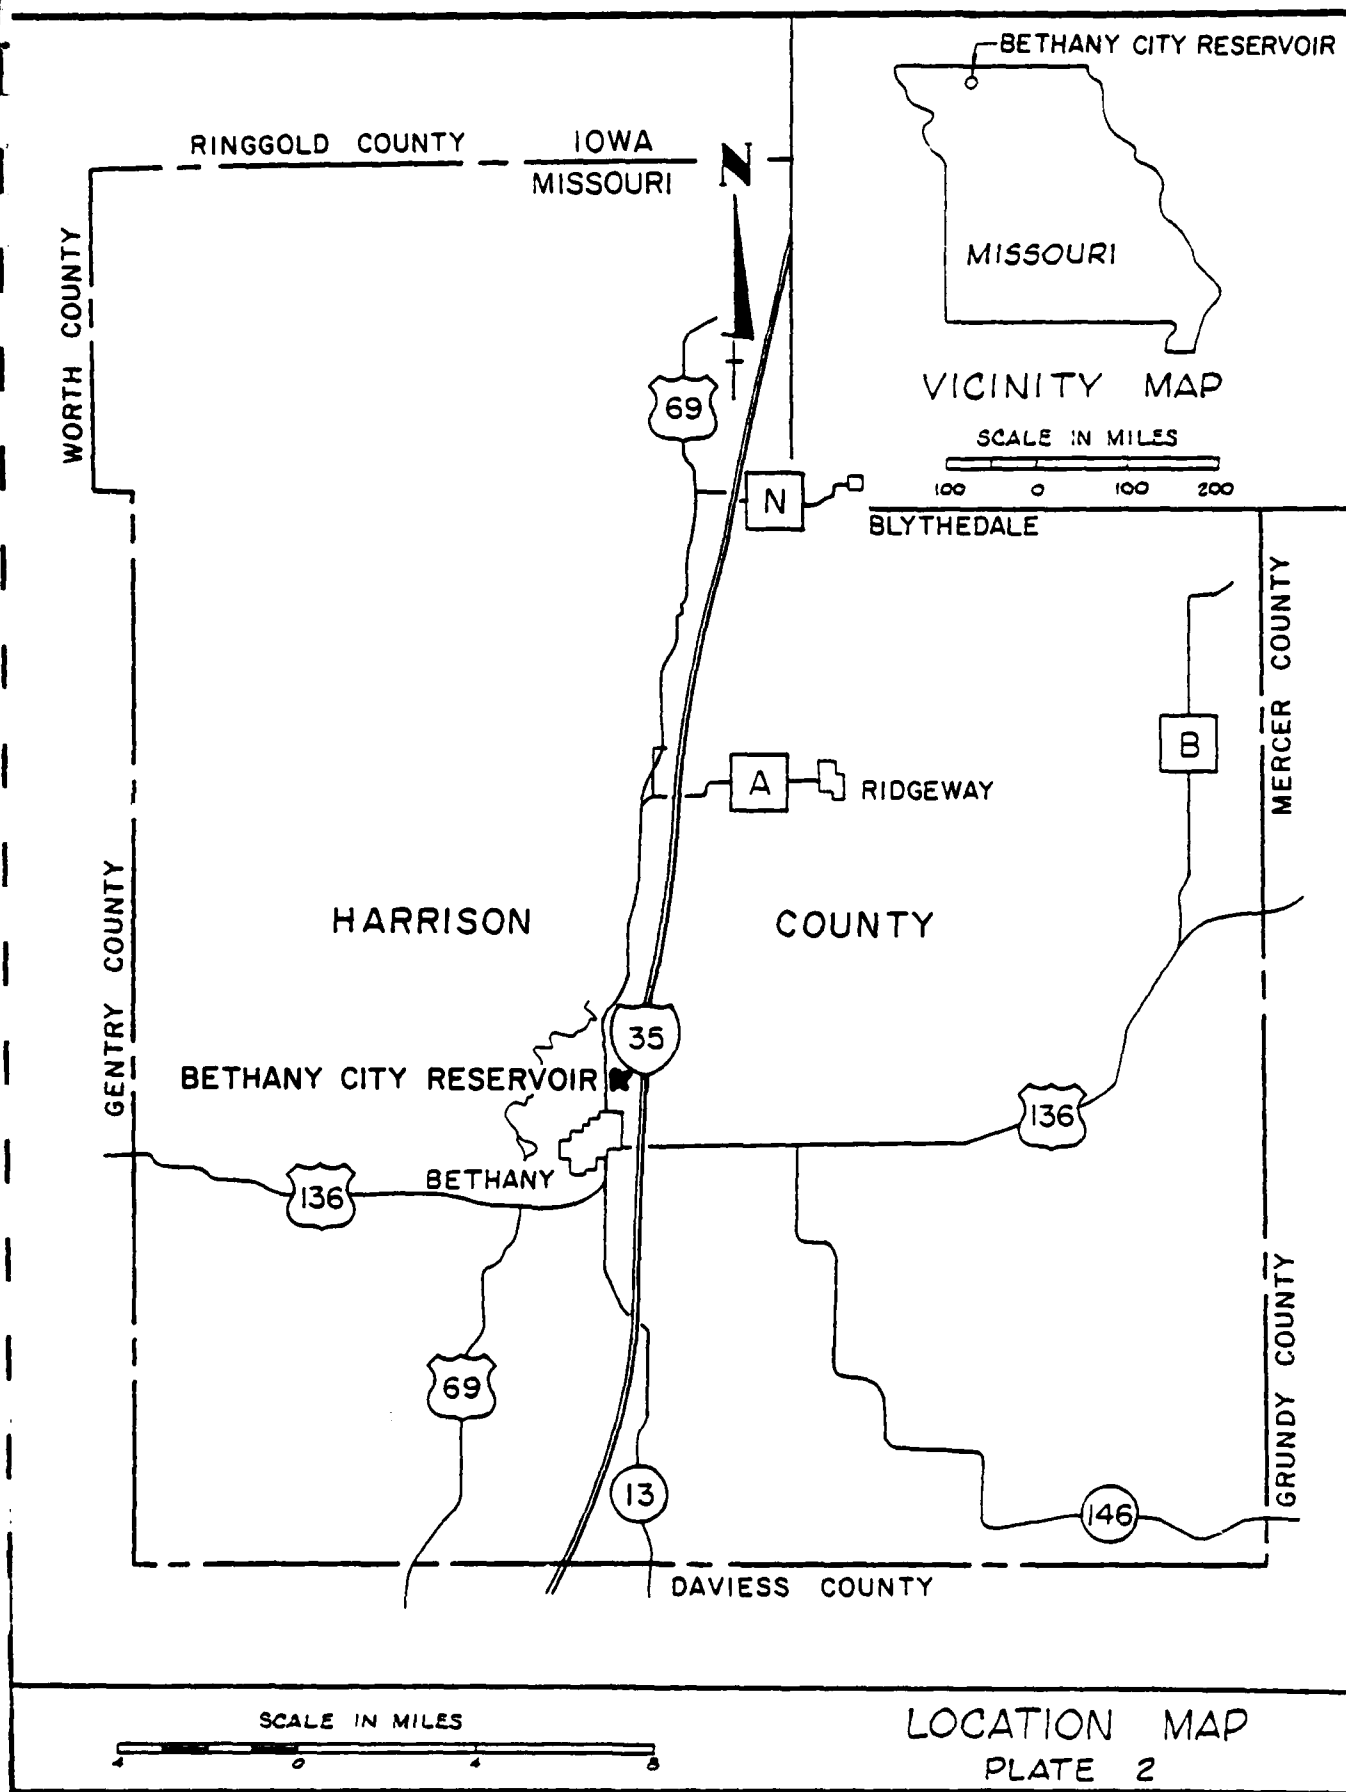 BETHANY CITY RESERVOIR
RINGGOLD COUNTY
IOWA
MISSOURI
N
WORTH COUNTY
MISSOURI
VICINITY MAP
SCALE IN MILES
100 0 100 200
69
N
BLYTHEDALE
MERCER COUNTY
B
A
RIDGEWAY
HARRISON COUNTY
GENTRY COUNTY
35
BETHANY CITY RESERVOIR
136
BETHANY
136
69
13
146
GRUNDY COUNTY
DAVIESS COUNTY
SCALE IN MILES
4 0 4 8
LOCATION MAP
PLATE 2